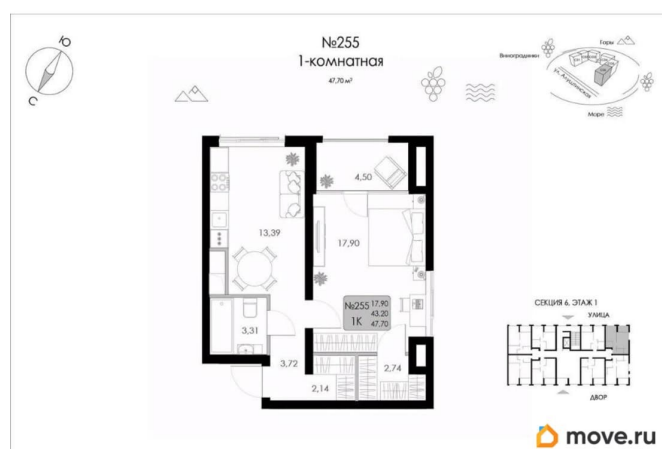 №255
1-комнатная
47,70 м²
Ю
С
Горы
Виноградники
ул. Алуштинская
Море
4,50
13,39
17,90
№255 17,90
43,20
1К 47,70
3,31
3,72
2,14
2,74
СЕКЦИЯ 6, ЭТАЖ 1
УЛИЦА
ДВОР
move.ru